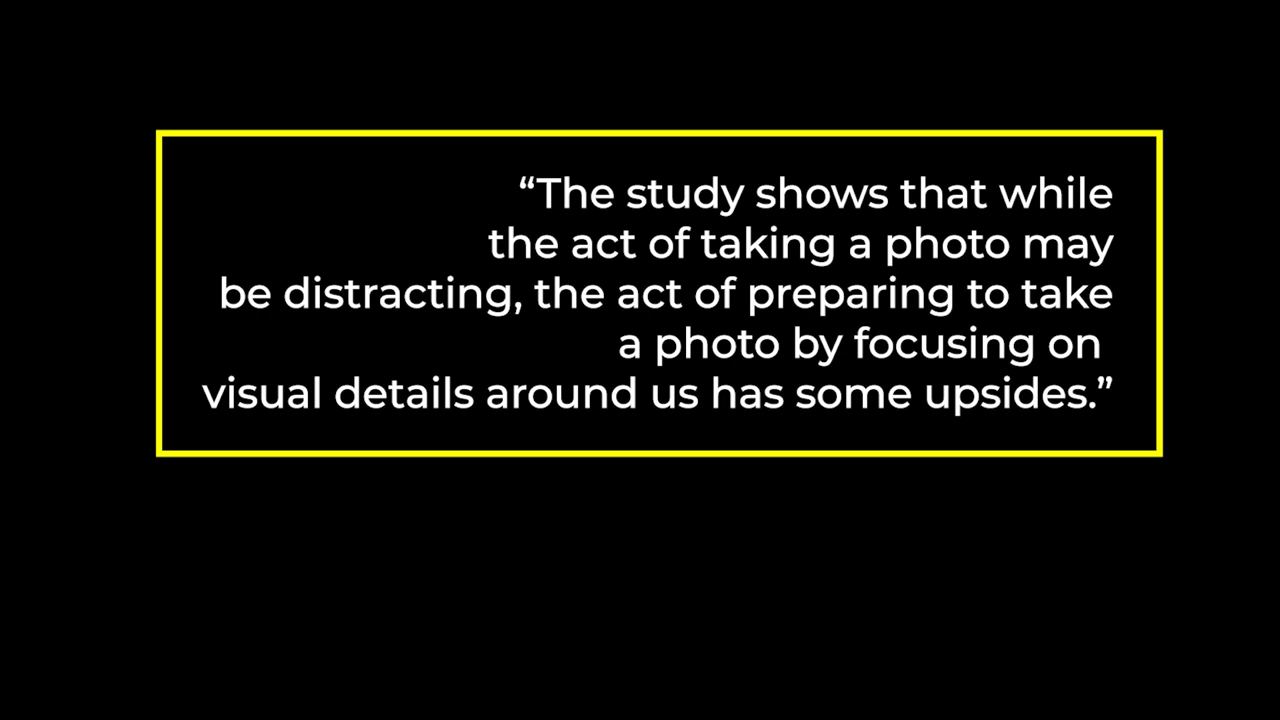 “The study shows that while
the act of taking a photo may
be distracting, the act of preparing to take
a photo by focusing on
visual details around us has some upsides.”